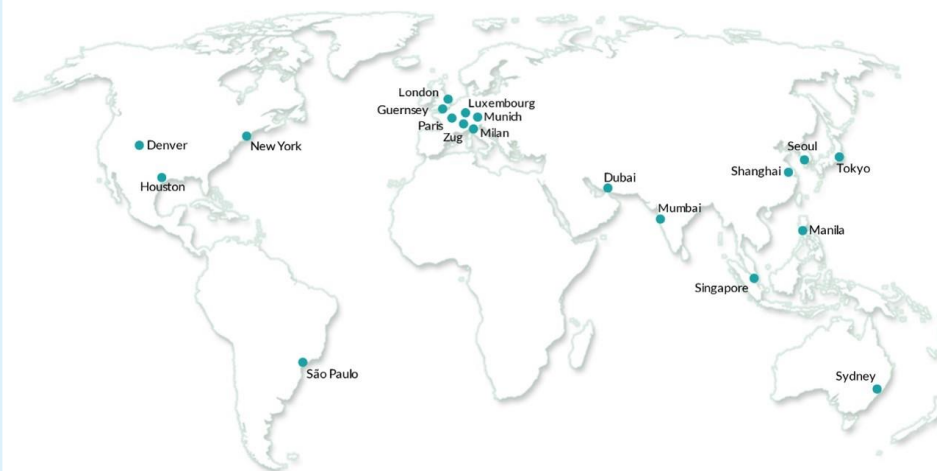 London
Luxembourg
Guernsey
Munich
Paris
Milan
Zug
Denver
New York
Houston
Seoul
Shanghai
Tokyo
Dubai
Mumbai
Manila
Singapore
São Paulo
Sydney